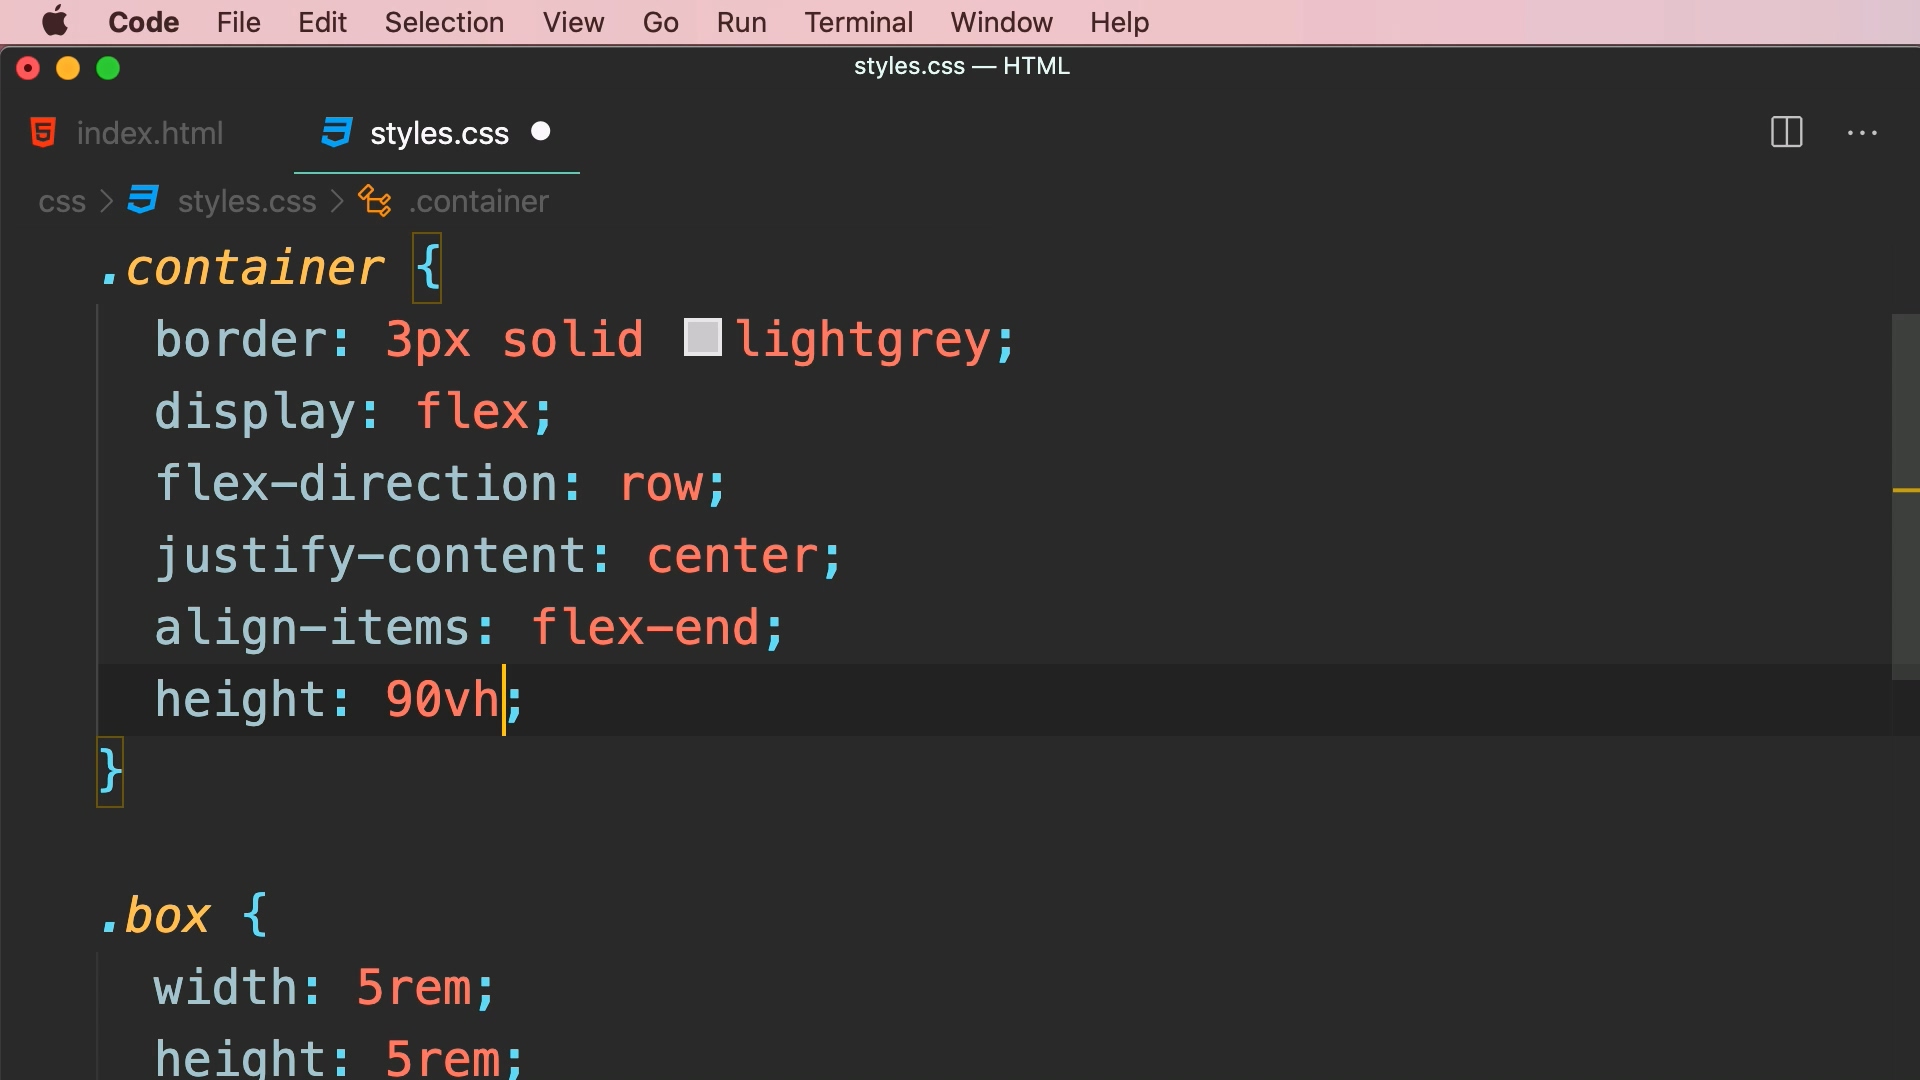 Code File Edit Selection View Go Run Terminal Window Help
styles.css — HTML
index.html styles.css
css > styles.css > .container
.container {
border: 3px solid lightgrey;
display: flex;
flex-direction: row;
justify-content: center;
align-items: flex-end;
height: 90vh;
}
.box {
width: 5rem;
height: 5rem;